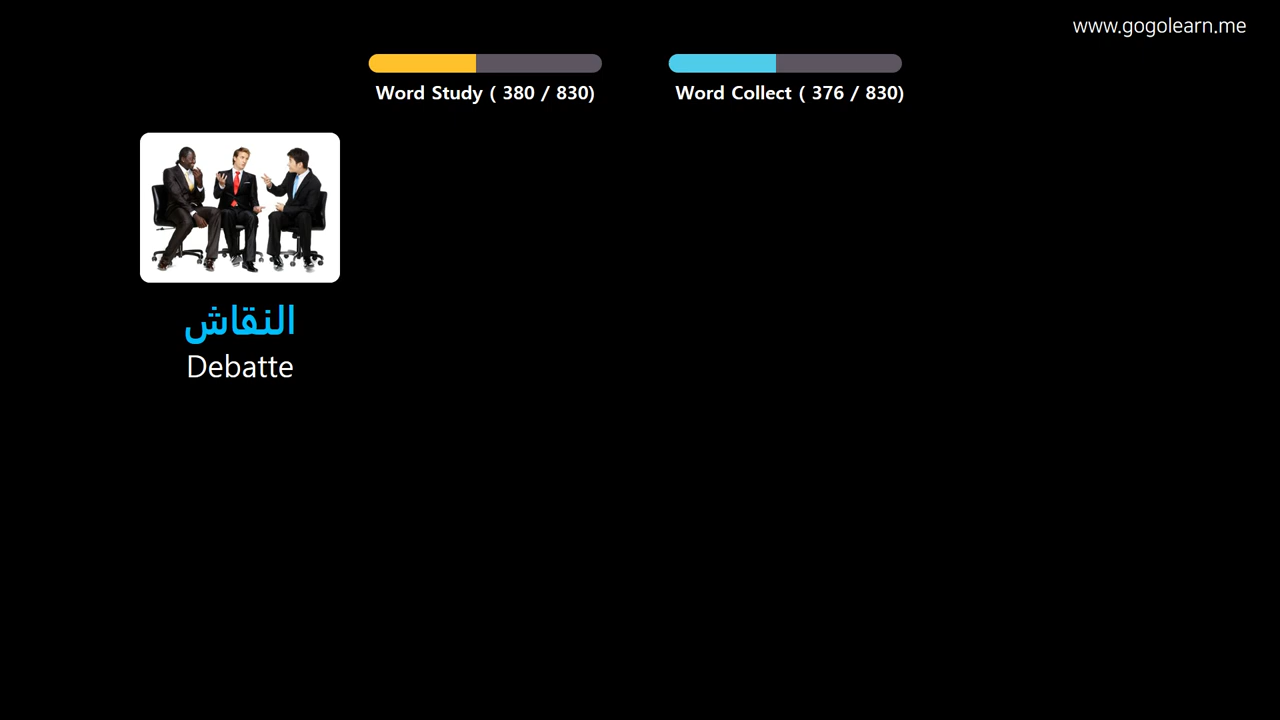 www.gogolearn.me
Word Study ( 380 / 830)
Word Collect ( 376 / 830)
النقاش
Debatte